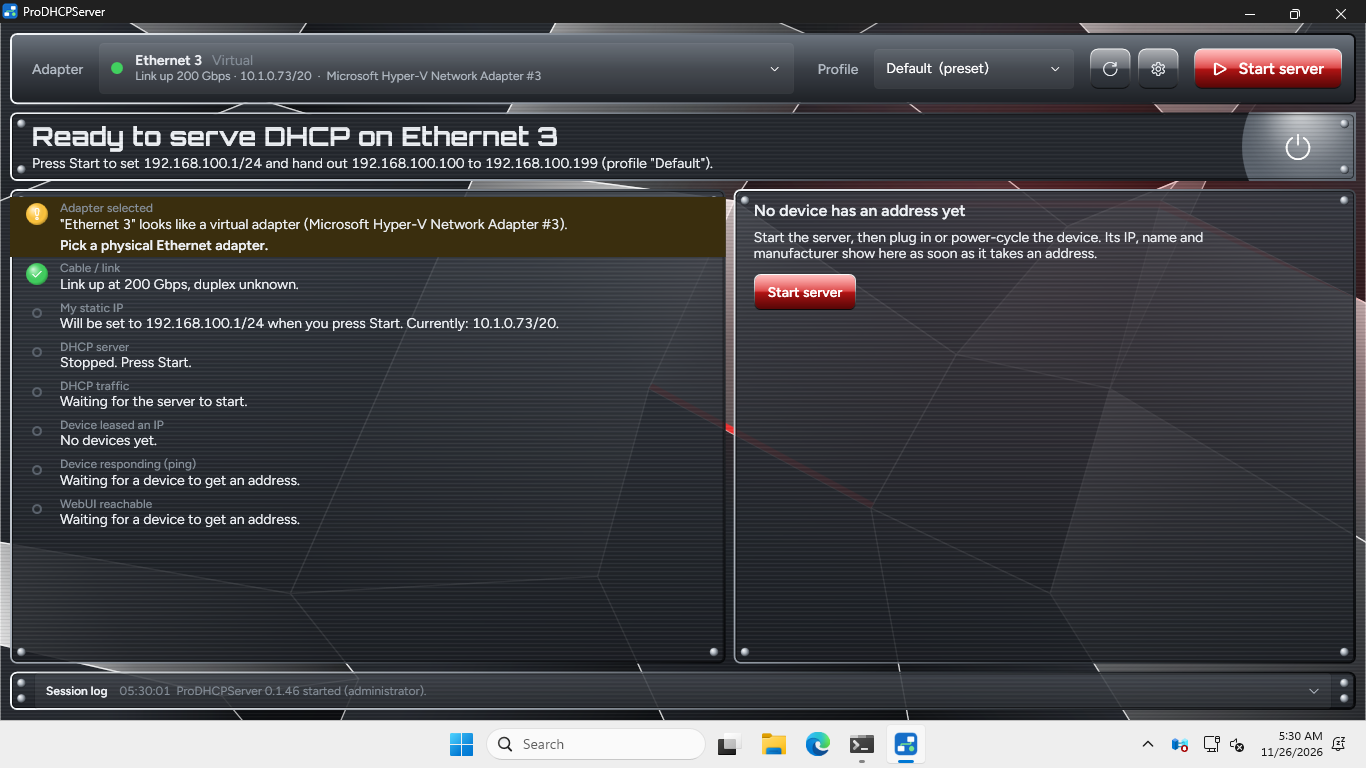 ProDHCPServer
Adapter
Ethernet 3 Virtual
Link up 200 Gbps · 10.1.0.73/20 · Microsoft Hyper-V Network Adapter #3
Profile
Default (preset)
Start server
Ready to serve DHCP on Ethernet 3
Press Start to set 192.168.100.1/24 and hand out 192.168.100.100 to 192.168.100.199 (profile "Default").
Adapter selected
"Ethernet 3" looks like a virtual adapter (Microsoft Hyper-V Network Adapter #3).
Pick a physical Ethernet adapter.
Cable / link
Link up at 200 Gbps, duplex unknown.
My static IP
Will be set to 192.168.100.1/24 when you press Start. Currently: 10.1.0.73/20.
DHCP server
Stopped. Press Start.
DHCP traffic
Waiting for the server to start.
Device leased an IP
No devices yet.
Device responding (ping)
Waiting for a device to get an address.
WebUI reachable
Waiting for a device to get an address.
No device has an address yet
Start the server, then plug in or power-cycle the device. Its IP, name and
manufacturer show here as soon as it takes an address.
Start server
Session log 05:30:01 ProDHCPServer 0.1.46 started (administrator).
Search
5:30 AM
11/26/2026